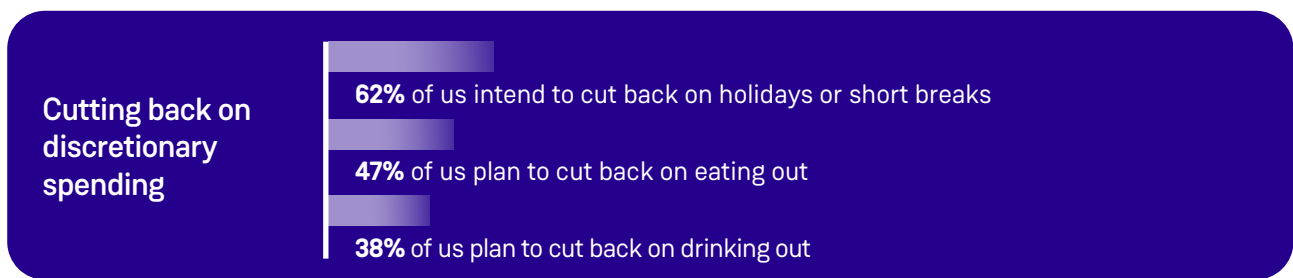 Cutting back on
discretionary
spending
62% of us intend to cut back on holidays or short breaks
47% of us plan to cut back on eating out
38% of us plan to cut back on drinking out